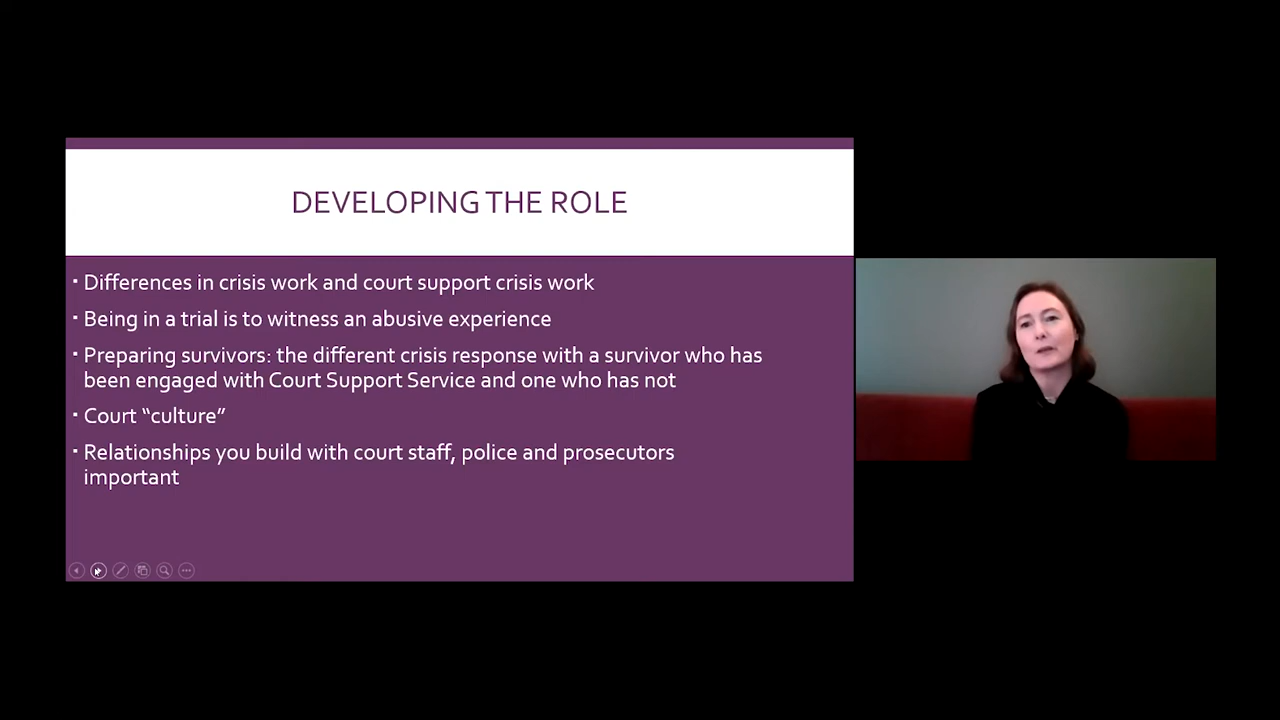 DEVELOPING THE ROLE
▪ Differences in crisis work and court support crisis work
▪ Being in a trial is to witness an abusive experience
▪ Preparing survivors: the different crisis response with a survivor who has
been engaged with Court Support Service and one who has not
▪ Court “culture”
▪ Relationships you build with court staff, police and prosecutors
important